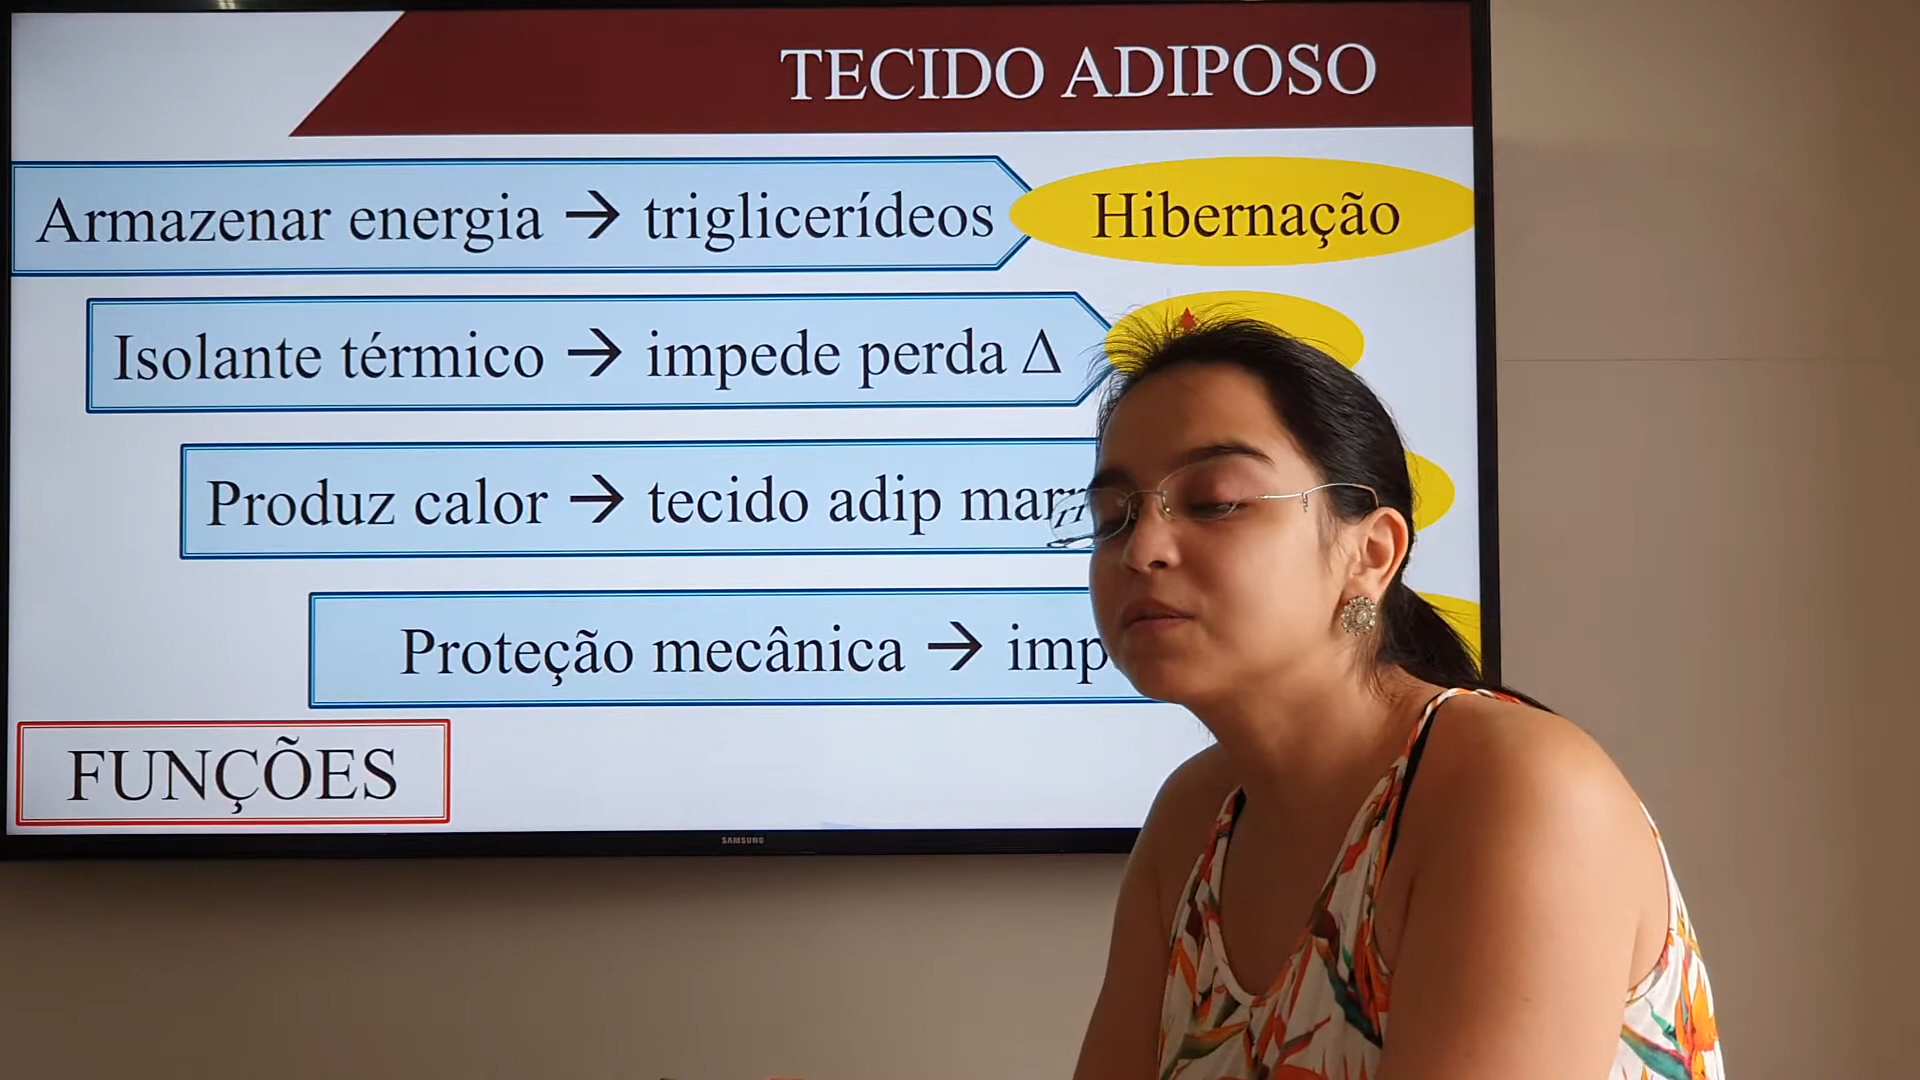 TECIDO ADIPOSO
Armazenar energia → triglicerídeos
Hibernação
Isolante térmico → impede perda Δ
Produz calor → tecido adip
Proteção mecânica →
FUNÇÕES
SAMSUNG